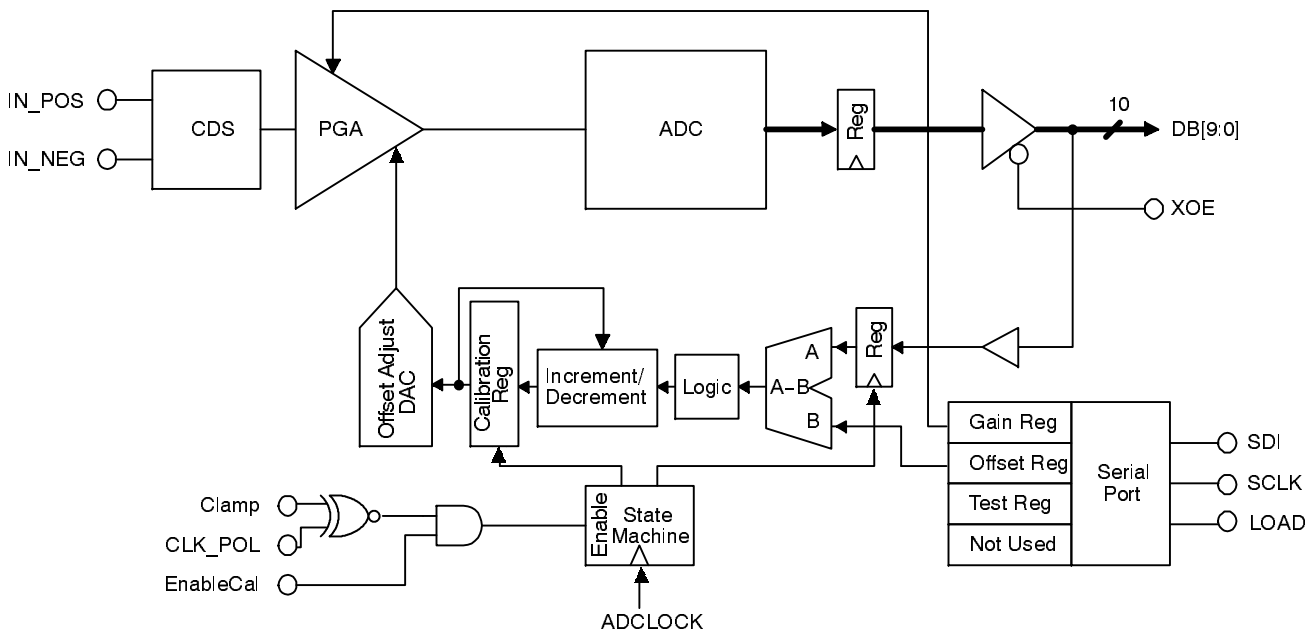 IN_POS
IN_NEG
CDS
PGA
ADC
Reg
10
DB[9:0]
XOE
Offset Adjust
DAC
Calibration
Reg
Increment/
Decrement
Logic
A
A–B
B
Reg
Gain Reg
Offset Reg
Test Reg
Not Used
Serial
Port
SDI
SCLK
LOAD
Clamp
CLK_POL
EnableCal
Enable
State
Machine
ADCLOCK